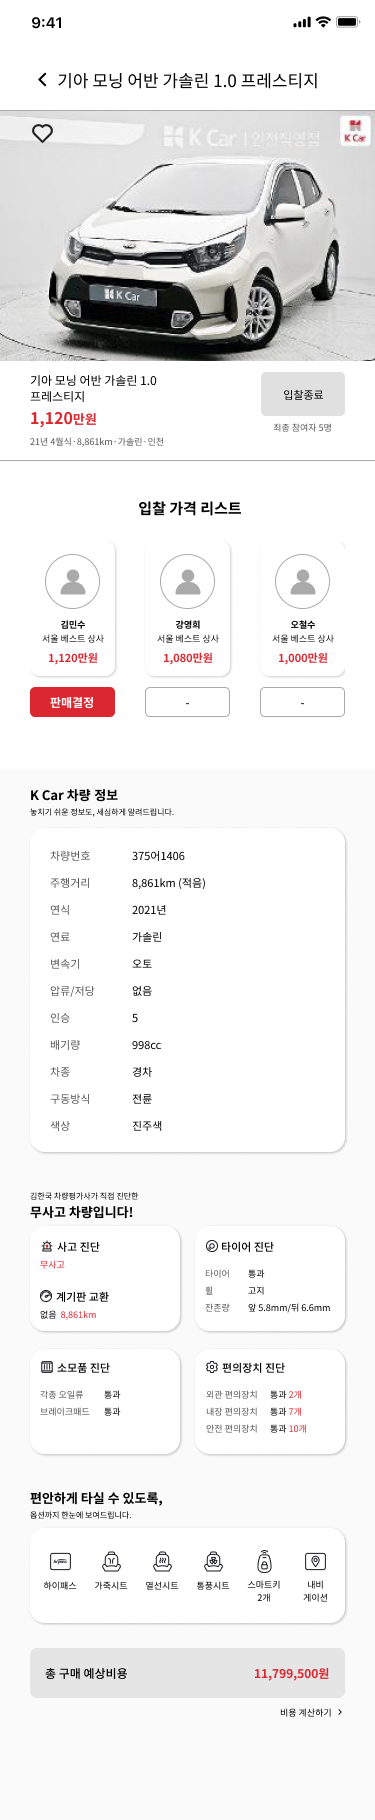 9:41
기아 모닝 어반 가솔린 1.0 프레스티지
K Car | 인천직영점
K Car
K Car
기아 모닝 어반 가솔린 1.0
프레스티지
1,120만원
21년 4월식·8,861km·가솔린·인천
입찰종료
최종 참여자 5명
입찰 가격 리스트
김민수
서울 베스트 상사
1,120만원
판매결정
강영희
서울 베스트 상사
1,080만원
-
오철수
서울 베스트 상사
1,000만원
-
K Car 차량 정보
놓치기 쉬운 정보도, 세심하게 알려드립니다.
차량번호 375어1406
주행거리 8,861km (적음)
연식 2021년
연료 가솔린
변속기 오토
압류/저당 없음
인승 5
배기량 998cc
차종 경차
구동방식 전륜
색상 진주색
김한국 차량평가사가 직접 진단한
무사고 차량입니다!
사고 진단
무사고
계기판 교환
없음 8,861km
타이어 진단
타이어 통과
휠 고지
잔존량 앞 5.8mm/뒤 6.6mm
소모품 진단
각종 오일류 통과
브레이크패드 통과
편의장치 진단
외관 편의장치 통과 2개
내장 편의장치 통과 7개
안전 편의장치 통과 10개
편안하게 타실 수 있도록,
옵션까지 한눈에 보여드립니다.
하이패스
가죽시트
열선시트
통풍시트
스마트키
2개
내비
게이션
총 구매 예상비용 11,799,500원
비용 계산하기 >